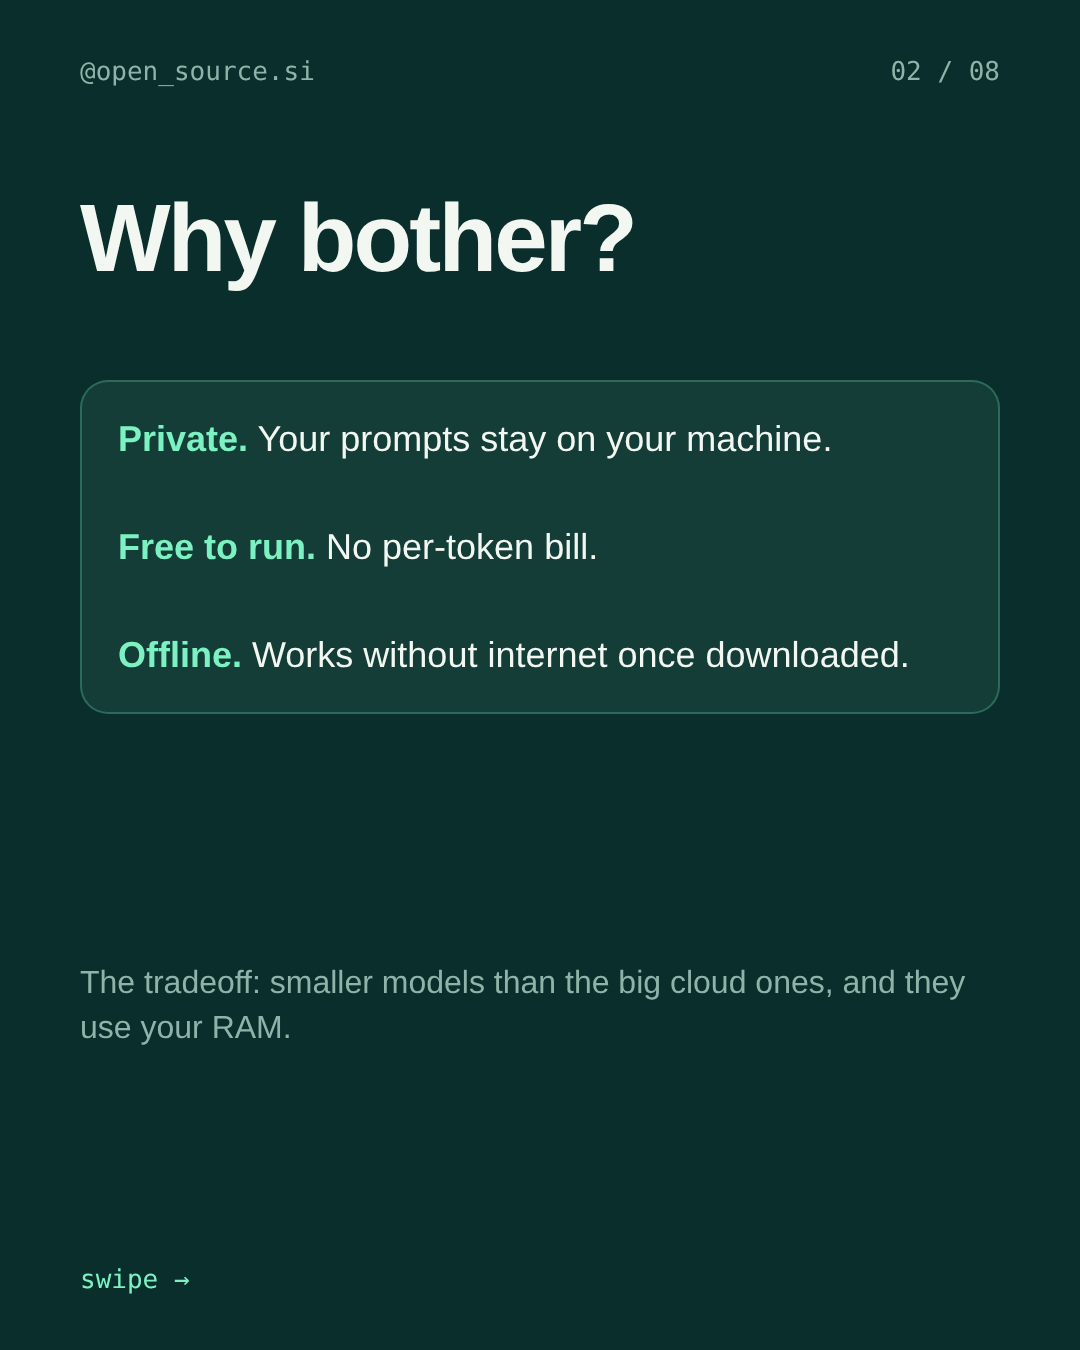 @open_source.si
02 / 08
Why bother?
Private. Your prompts stay on your machine.
Free to run. No per-token bill.
Offline. Works without internet once downloaded.
The tradeoff: smaller models than the big cloud ones, and they
use your RAM.
swipe →